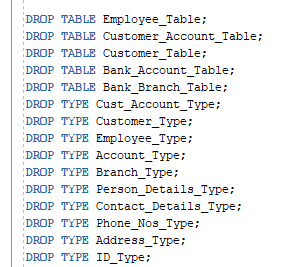 DROP TABLE Employee_Table;
DROP TABLE Customer_Account_Table;
DROP TABLE Customer_Table;
DROP TABLE Bank_Account_Table;
DROP TABLE Bank_Branch_Table;
DROP TYPE Cust_Account_Type;
DROP TYPE Customer_Type;
DROP TYPE Employee_Type;
DROP TYPE Account_Type;
DROP TYPE Branch_Type;
DROP TYPE Person_Details_Type;
DROP TYPE Contact_Details_Type;
DROP TYPE Phone_Nos_Type;
DROP TYPE Address_Type;
DROP TYPE ID_Type;